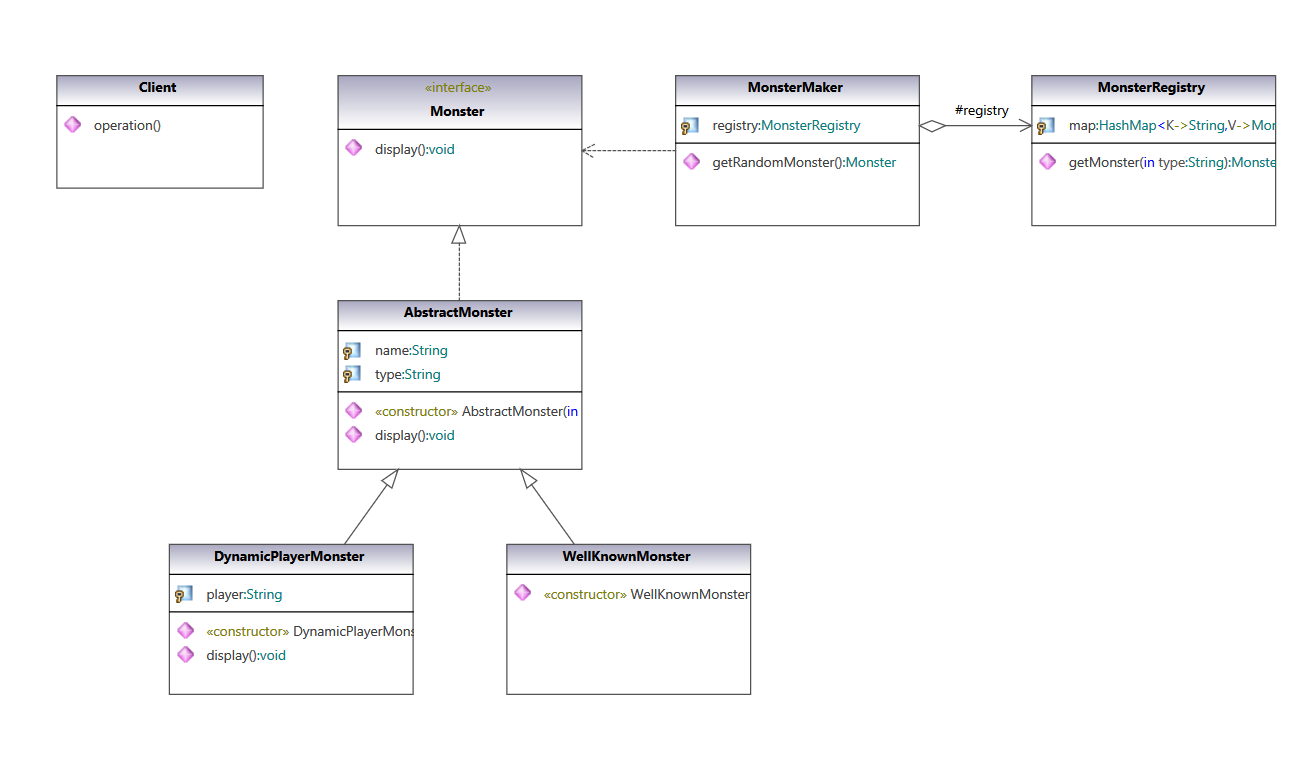 Client
operation()
«interface»
Monster
display():void
MonsterMaker
registry:MonsterRegistry
getRandomMonster():Monster
#registry
MonsterRegistry
map:HashMap<K->String,V->Mon
getMonster(in type:String):Monste
AbstractMonster
name:String
type:String
«constructor» AbstractMonster(in
display():void
DynamicPlayerMonster
player:String
«constructor» DynamicPlayerMons
display():void
WellKnownMonster
«constructor» WellKnownMonster